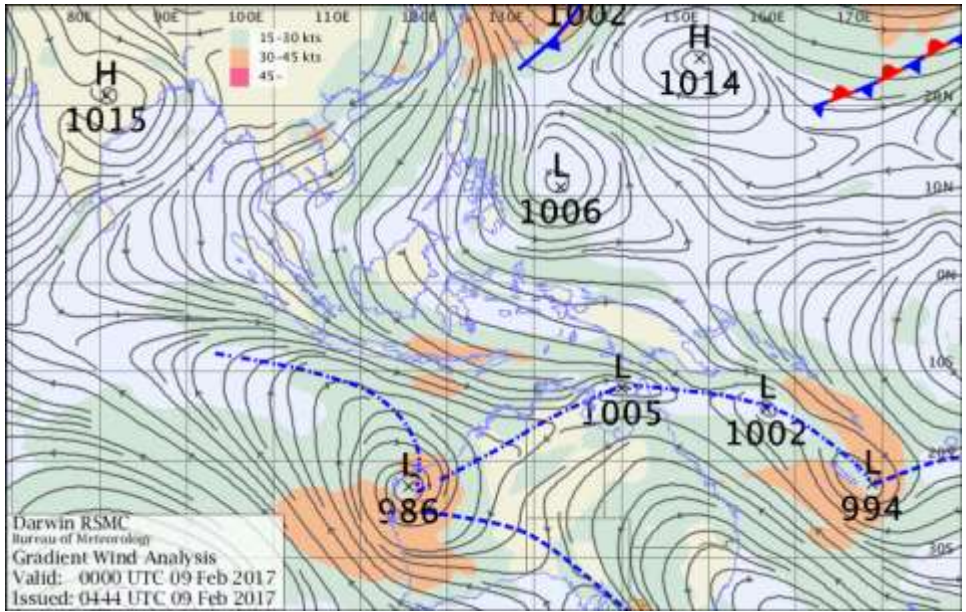 80E 90E 100E 110E 120E 130E 150E 160E 170E
1002
15-30 kts
30-45 kts
45-
H
1014
H
1015
20N
L
1006
10N
0N
10S
L
1005
L
1002
20S
L
986
L
994
30S
Darwin RSMC
Bureau of Meteorology
Gradient Wind Analysis
Valid: 0000 UTC 09 Feb 2017
Issued: 0444 UTC 09 Feb 2017